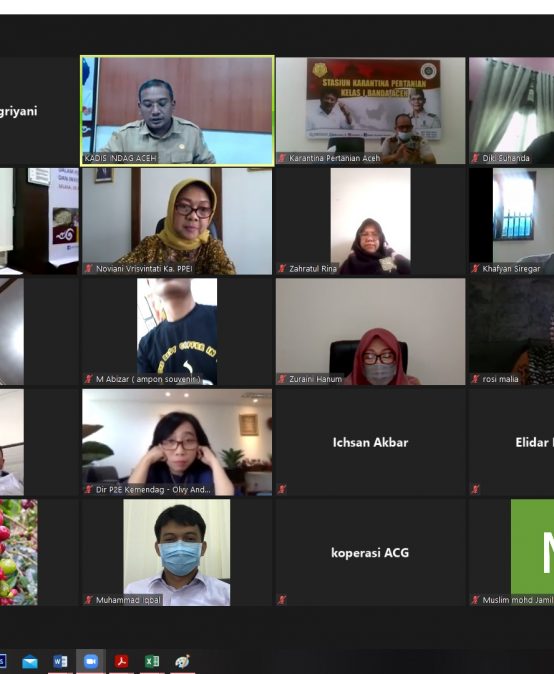 griyani
KADIS INDAG ACEH
STASIUN KARANTINA PERTANIAN
KELAS I BANDA ACEH
Karantina Pertanian Aceh
Diki Suhanda
Noviani Vrisvintati Ka. PPEI
Zahratul Rina
Khafyan Siregar
M Abizar ( ampon souvenir )
Zuraini Hanum
rosi malia
Dir P2E Kemendag - Olvy And...
Ichsan Akbar
Elidar
Muhammad Iqbal
koperasi ACG
M
Muslim mohd Jamil